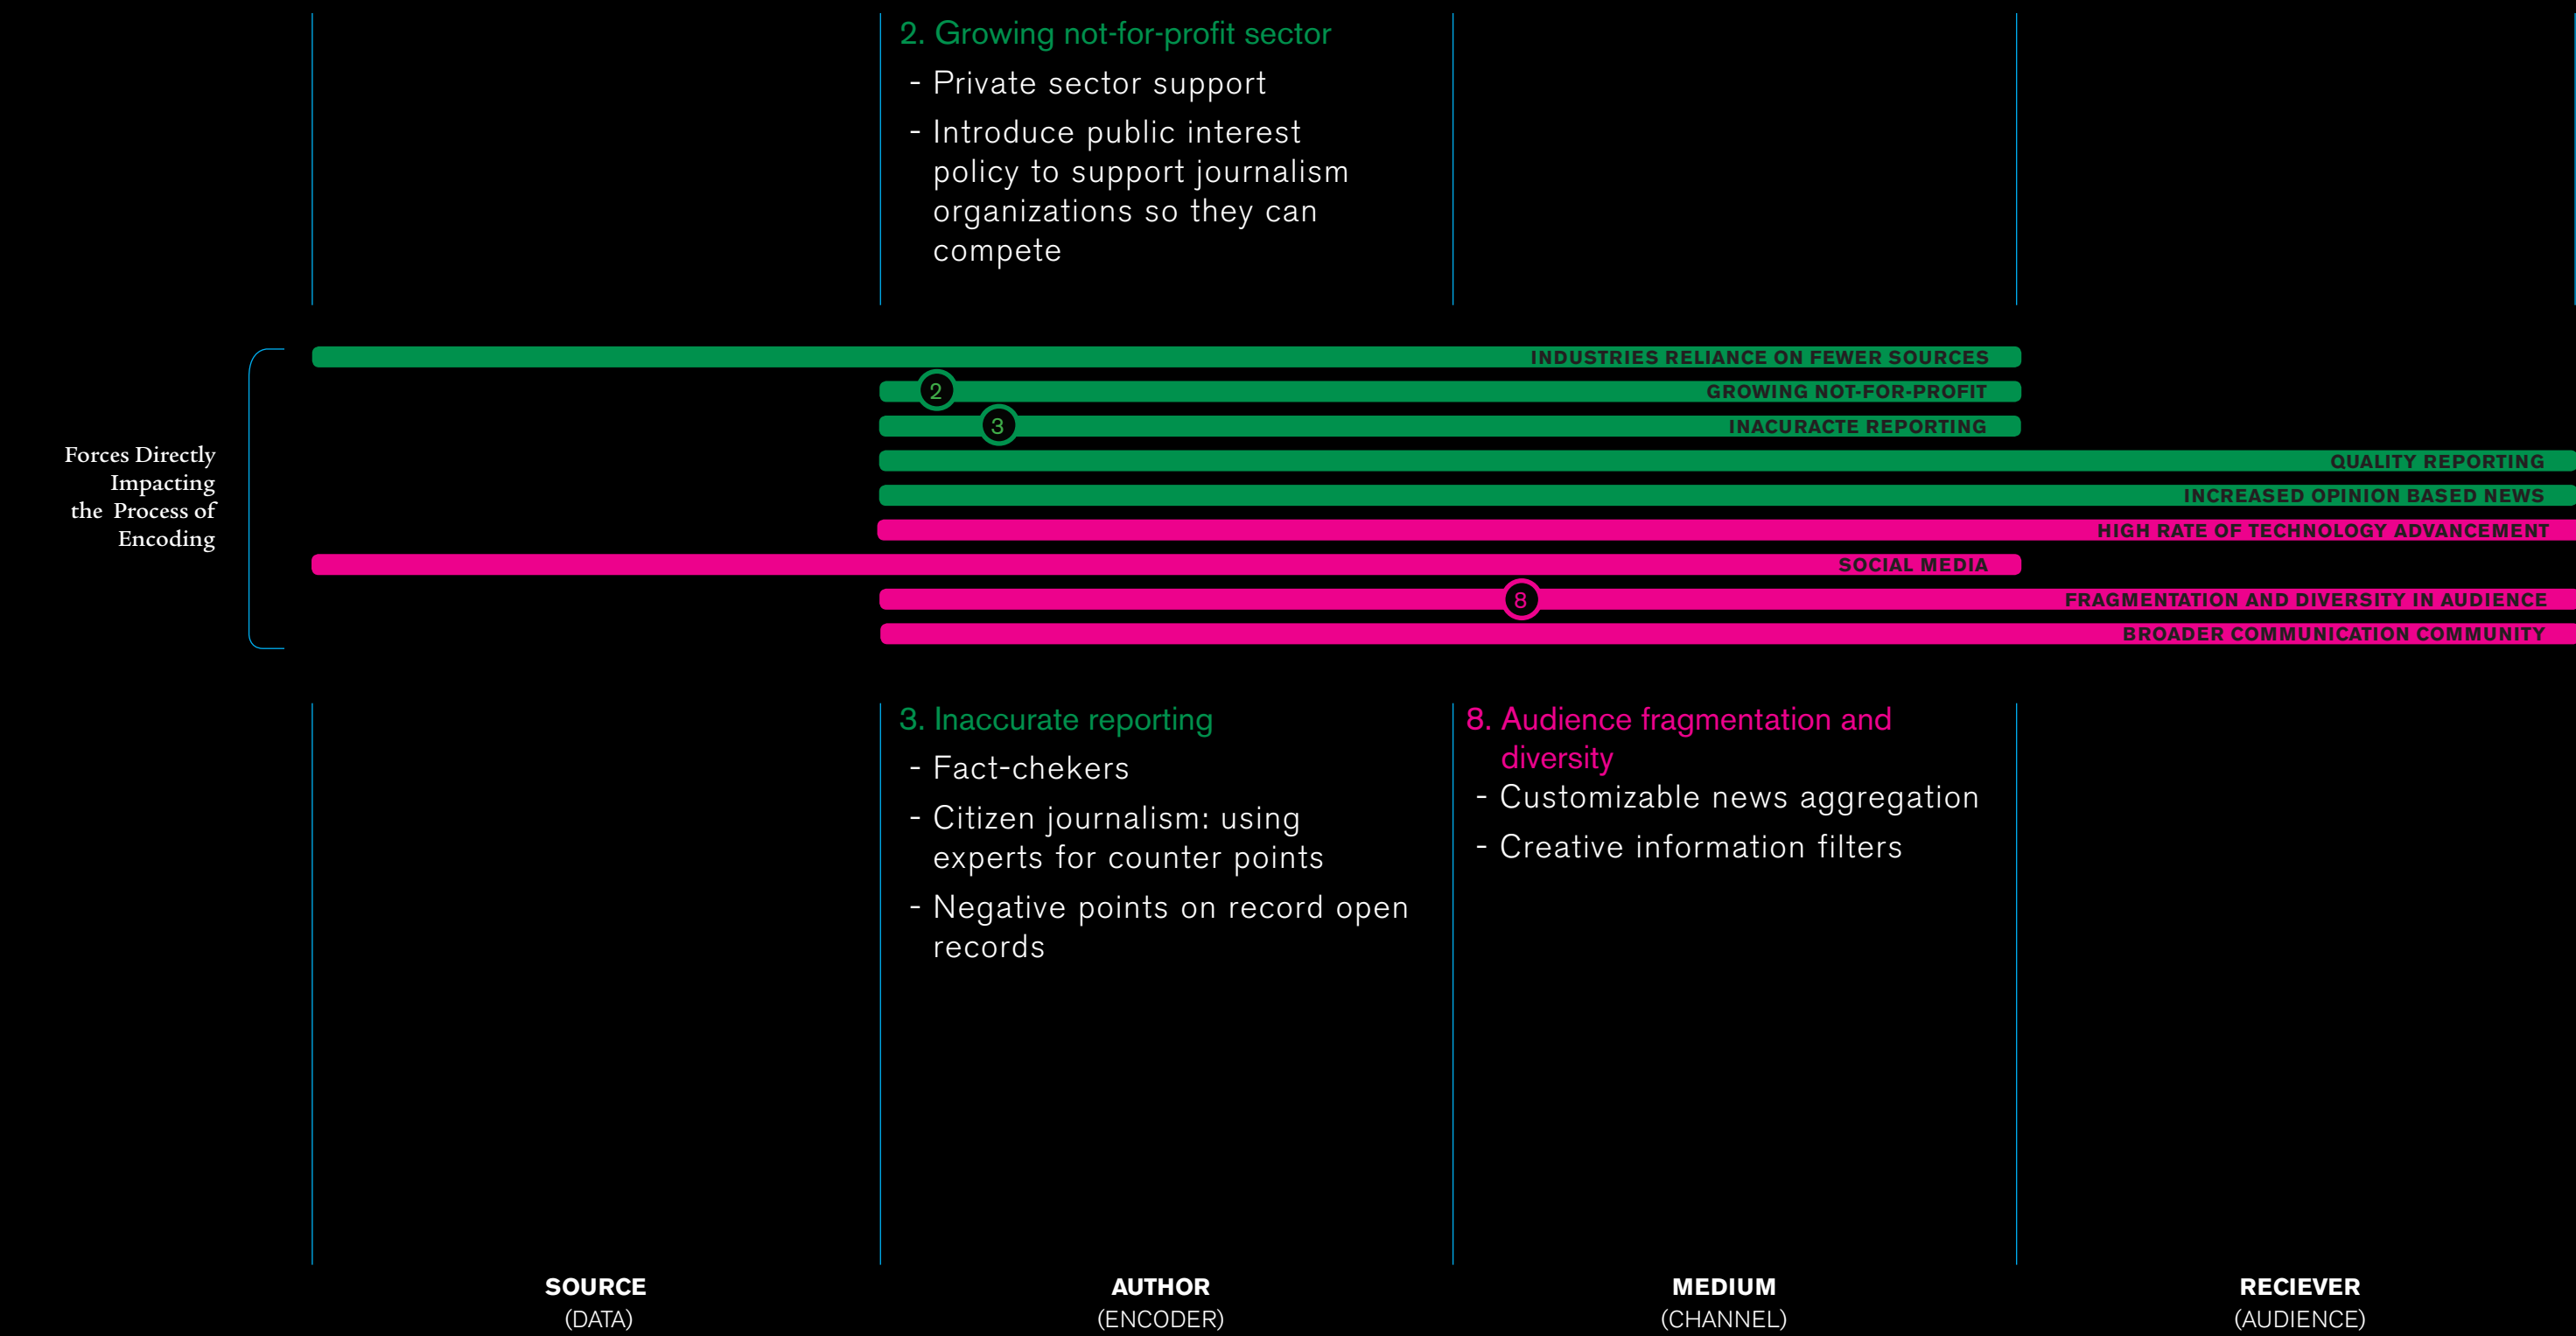 2. Growing not-for-profit sector
- Private sector support
- Introduce public interest
policy to support journalism
organizations so they can
compete
INDUSTRIES RELIANCE ON FEWER SOURCES
2
GROWING NOT-FOR-PROFIT
3
INACURACTE REPORTING
QUALITY REPORTING
INCREASED OPINION BASED NEWS
HIGH RATE OF TECHNOLOGY ADVANCEMENT
SOCIAL MEDIA
8
FRAGMENTATION AND DIVERSITY IN AUDIENCE
BROADER COMMUNICATION COMMUNITY
Forces Directly
Impacting
the Process of
Encoding
3. Inaccurate reporting
- Fact-chekers
- Citizen journalism: using
experts for counter points
- Negative points on record open
records
8. Audience fragmentation and
diversity
- Customizable news aggregation
- Creative information filters
SOURCE
(DATA)
AUTHOR
(ENCODER)
MEDIUM
(CHANNEL)
RECIEVER
(AUDIENCE)